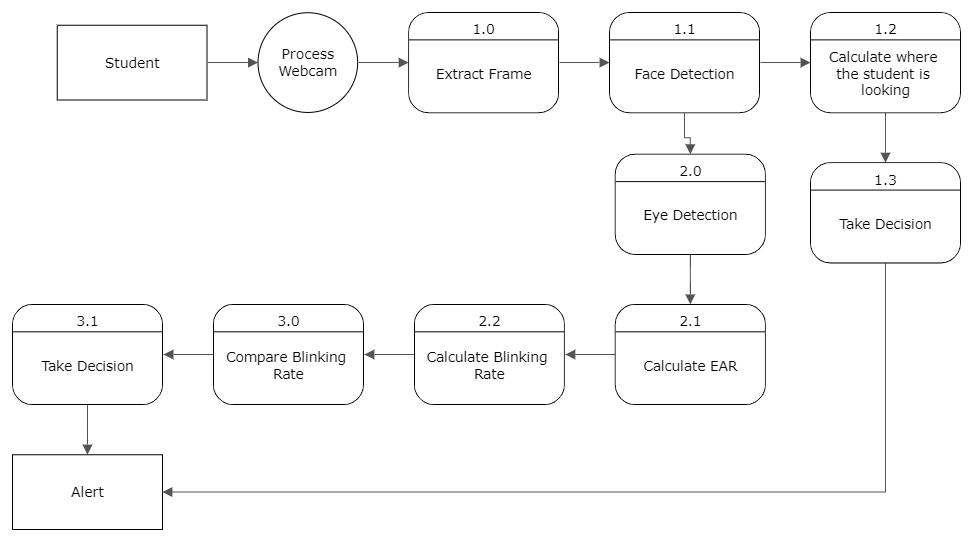 Student
Process
Webcam
1.0
Extract Frame
1.1
Face Detection
1.2
Calculate where
the student is
looking
2.0
Eye Detection
1.3
Take Decision
3.1
Take Decision
3.0
Compare Blinking
Rate
2.2
Calculate Blinking
Rate
2.1
Calculate EAR
Alert